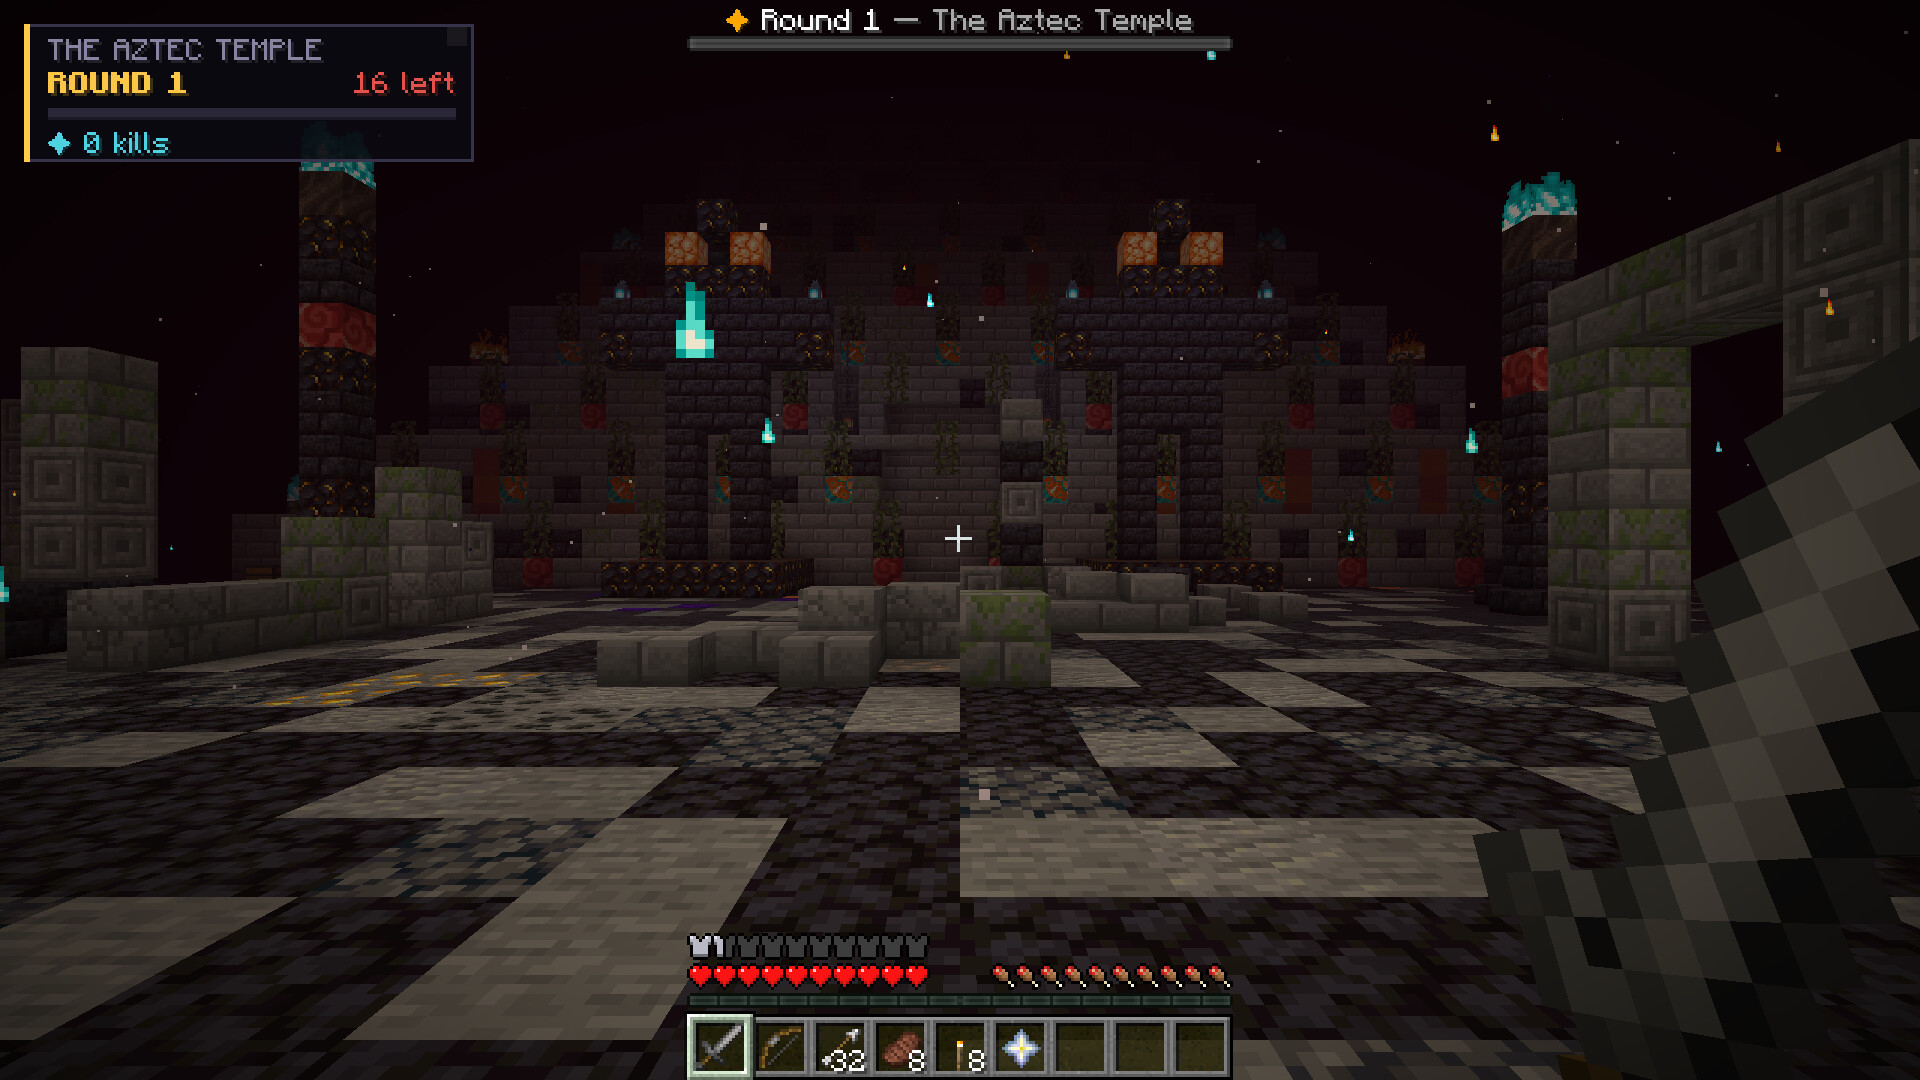 Round 1 — The Aztec Temple
THE AZTEC TEMPLE
ROUND 1
16 left
0 kills
32
8
8